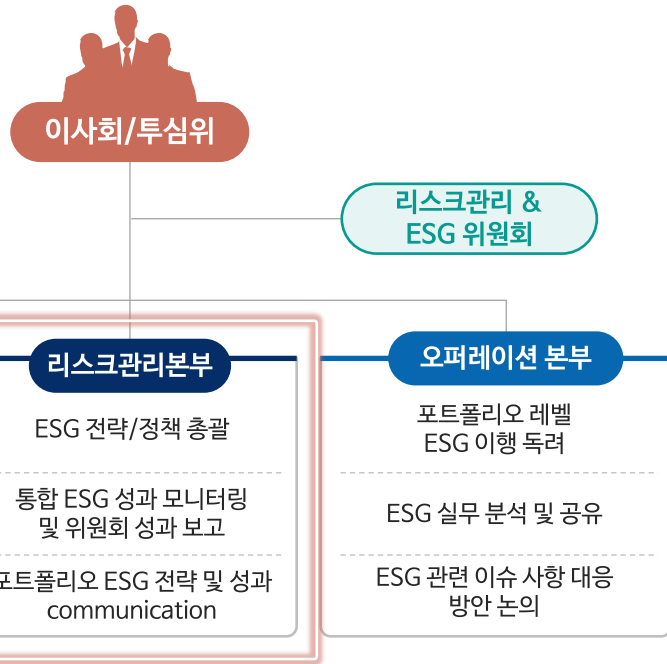 이사회/투심위
리스크관리 &
ESG 위원회
리스크관리본부
ESG 전략/정책 총괄
통합 ESG 성과 모니터링
및 위원회 성과 보고
포트폴리오 ESG 전략 및 성과
communication
오퍼레이션 본부
포트폴리오 레벨
ESG 이행 독려
ESG 실무 분석 및 공유
ESG 관련 이슈 사항 대응
방안 논의